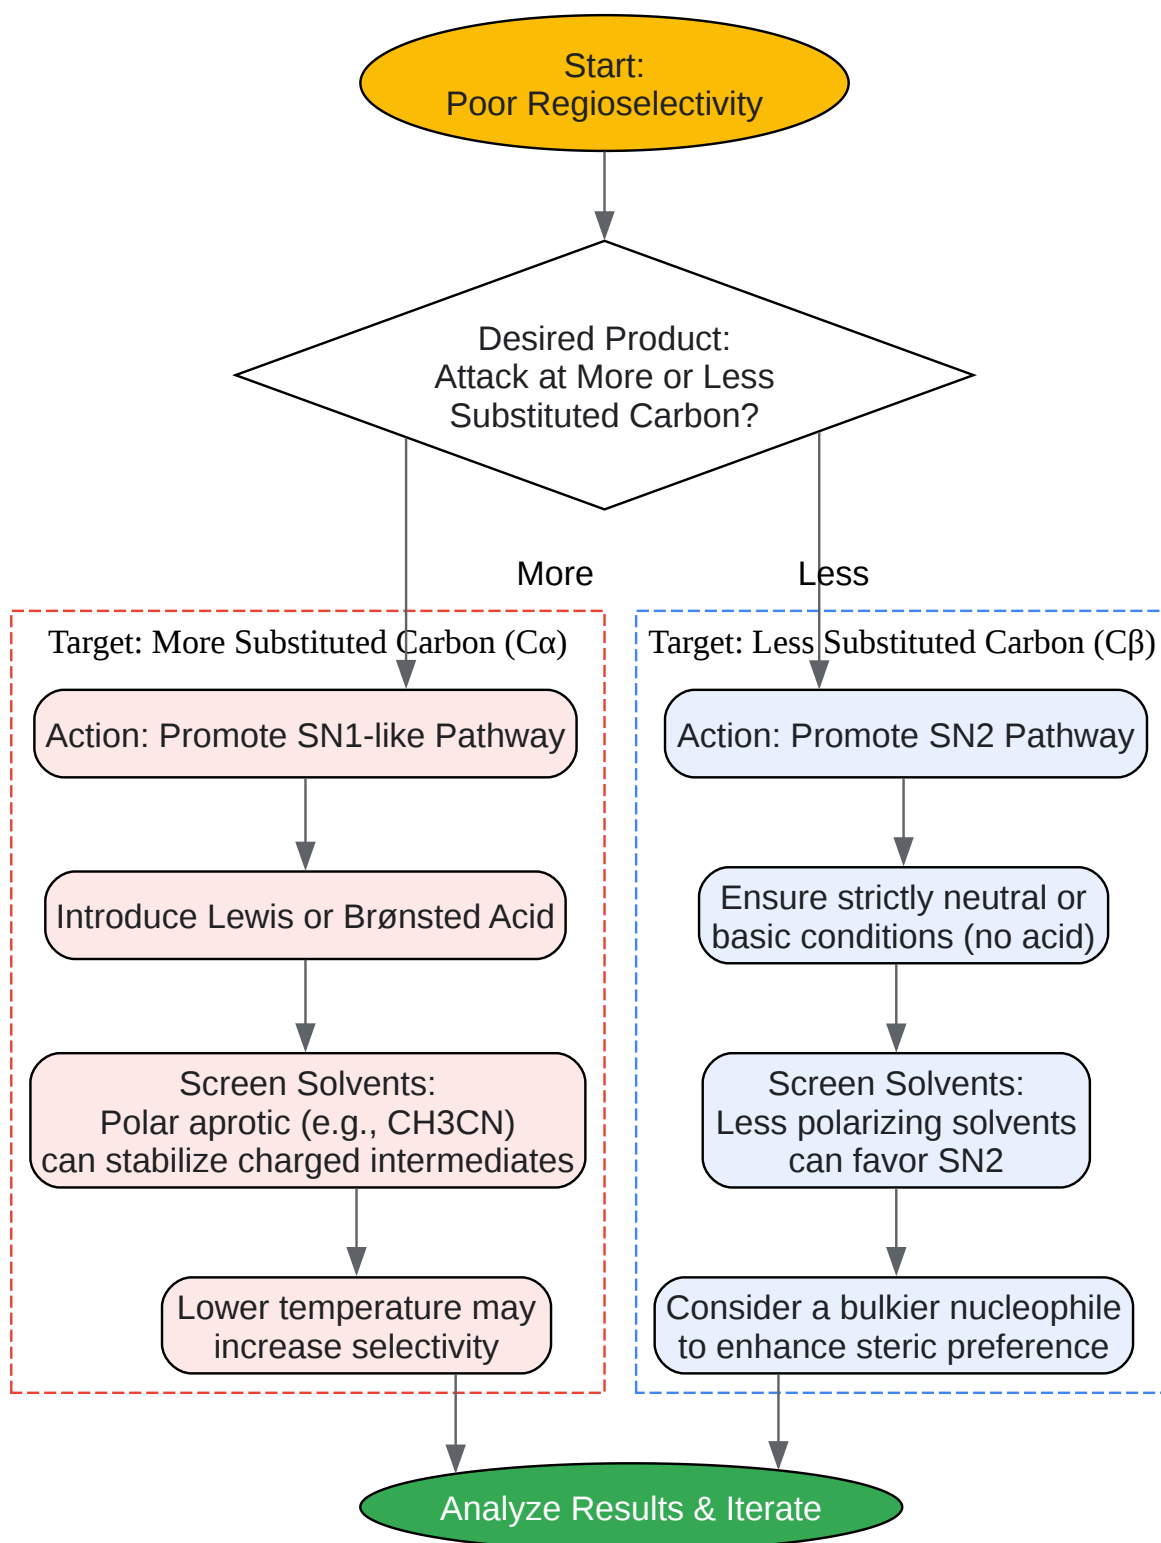 Start:
Poor Regioselectivity
Desired Product:
Attack at More or Less
Substituted Carbon?
More
Less
Target: More Substituted Carbon (Cα)
Action: Promote SN1-like Pathway
Introduce Lewis or Brønsted Acid
Screen Solvents:
Polar aprotic (e.g., CH3CN)
can stabilize charged intermediates
Lower temperature may
increase selectivity
Target: Less Substituted Carbon (Cβ)
Action: Promote SN2 Pathway
Ensure strictly neutral or
basic conditions (no acid)
Screen Solvents:
Less polarizing solvents
can favor SN2
Consider a bulkier nucleophile
to enhance steric preference
Analyze Results & Iterate